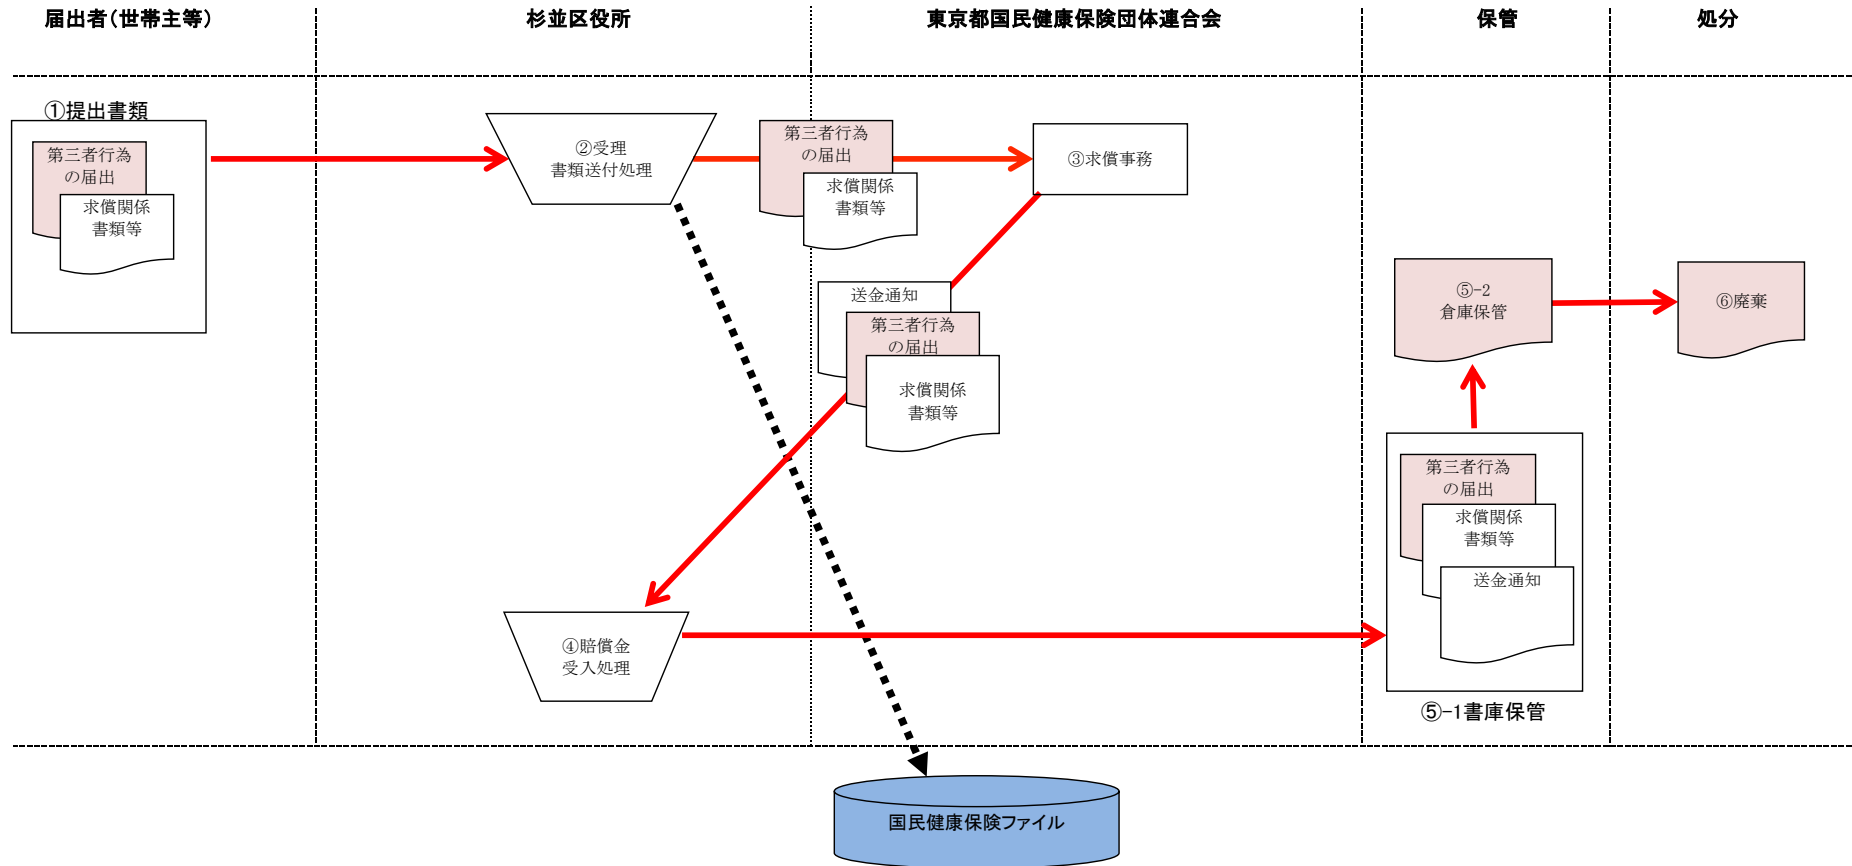 届出者(世帯主等)
杉並区役所
東京都国民健康保険団体連合会
保管
処分
①提出書類
第三者行為
の届出
求償関係
書類等
②受理
書類送付処理
第三者行為
の届出
求償関係
書類等
③求償事務
送金通知
第三者行為
の届出
求償関係
書類等
④賠償金
受入処理
⑤-2
倉庫保管
⑥廃棄
第三者行為
の届出
求償関係
書類等
送金通知
⑤-1書庫保管
国民健康保険ファイル